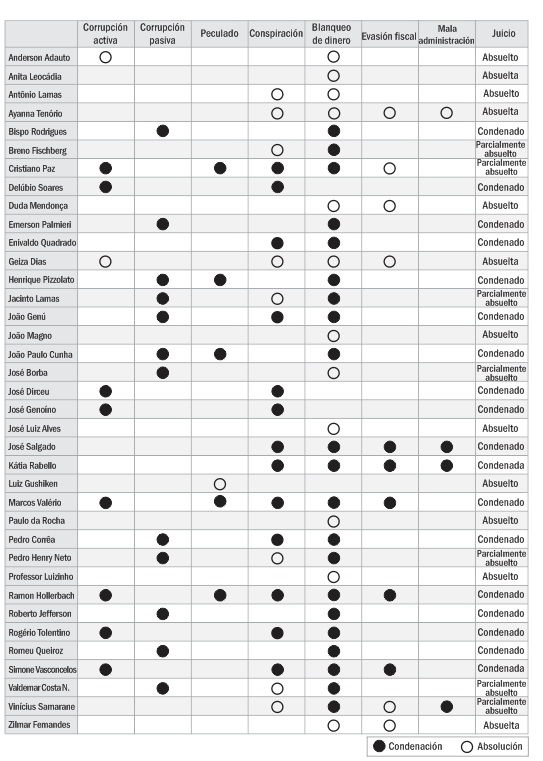 Corrupción activa Corrupción pasiva Peculado Conspiración Blanqueo de dinero Evasión fiscal Mala administración Juicio
Anderson Adauto Absuelto
Anita Leocádia Absuelta
Antônio Lamas Absuelto
Ayanna Tenório Absuelta
Bispo Rodrigues Condenado
Breno Fischberg Parcialmente absuelto
Cristiano Paz Parcialmente absuelto
Delúbio Soares Condenado
Duda Mendonça Absuelto
Emerson Palmieri Condenado
Enivaldo Quadrado Condenado
Geiza Dias Absuelta
Henrique Pizzolato Condenado
Jacinto Lamas Parcialmente absuelto
João Genú Condenado
João Magno Absuelto
João Paulo Cunha Condenado
José Borba Parcialmente absuelto
José Dirceu Condenado
José Genoino Condenado
José Luiz Alves Absuelto
José Salgado Condenado
Kátia Rabello Condenada
Luiz Gushiken Absuelto
Marcos Valério Condenado
Paulo da Rocha Absuelto
Pedro Corrêa Condenado
Pedro Henry Neto Parcialmente absuelto
Professor Luizinho Absuelto
Ramon Hollerbach Condenado
Roberto Jefferson Condenado
Rogério Tolentino Condenado
Romeu Queiroz Condenado
Simone Vasconcelos Condenada
Valdemar Costa N. Parcialmente absuelto
Vinícius Samarane Parcialmente absuelto
Zilmar Fernandes Absuelta
Condenación Absolución